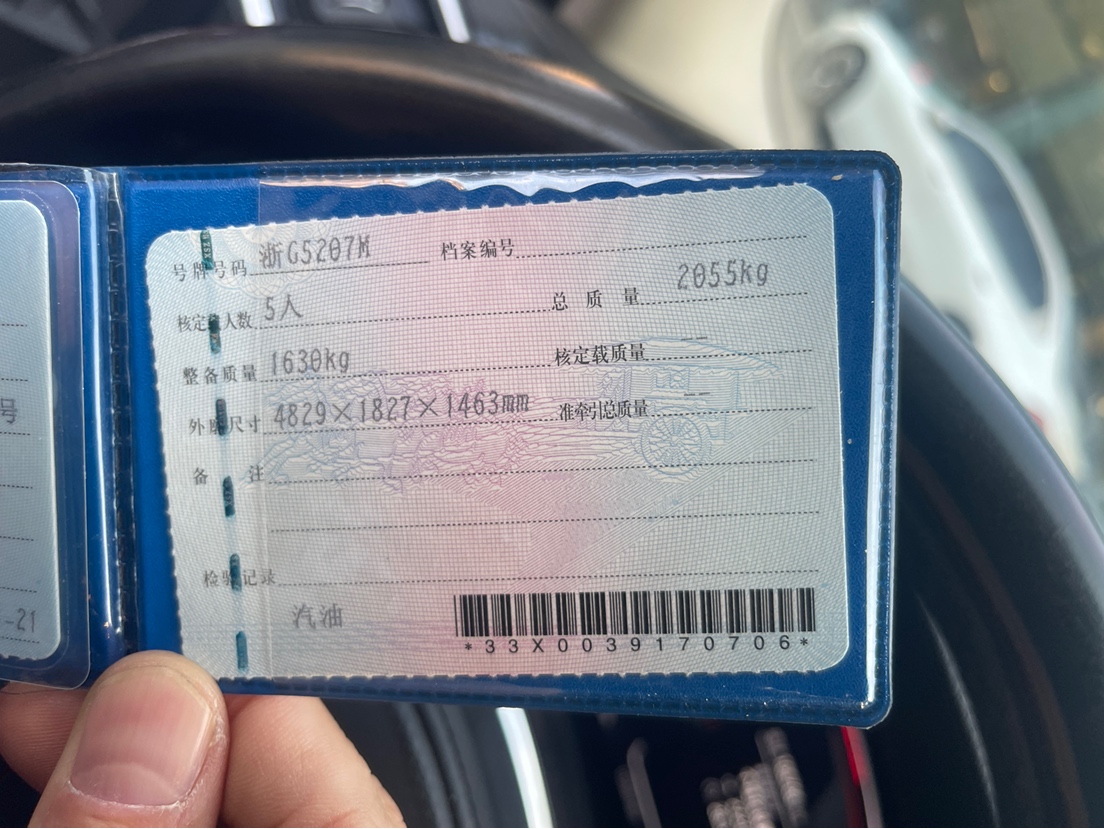 号牌号码 浙G5207M 档案编号
核定载人数 5人 总质量 2055kg
整备质量 1630kg 核定载质量 --
外廓尺寸 4829×1827×1463mm 准牵引总质量 --
备注
检验记录
汽油
*33X0039170706*
号
-21